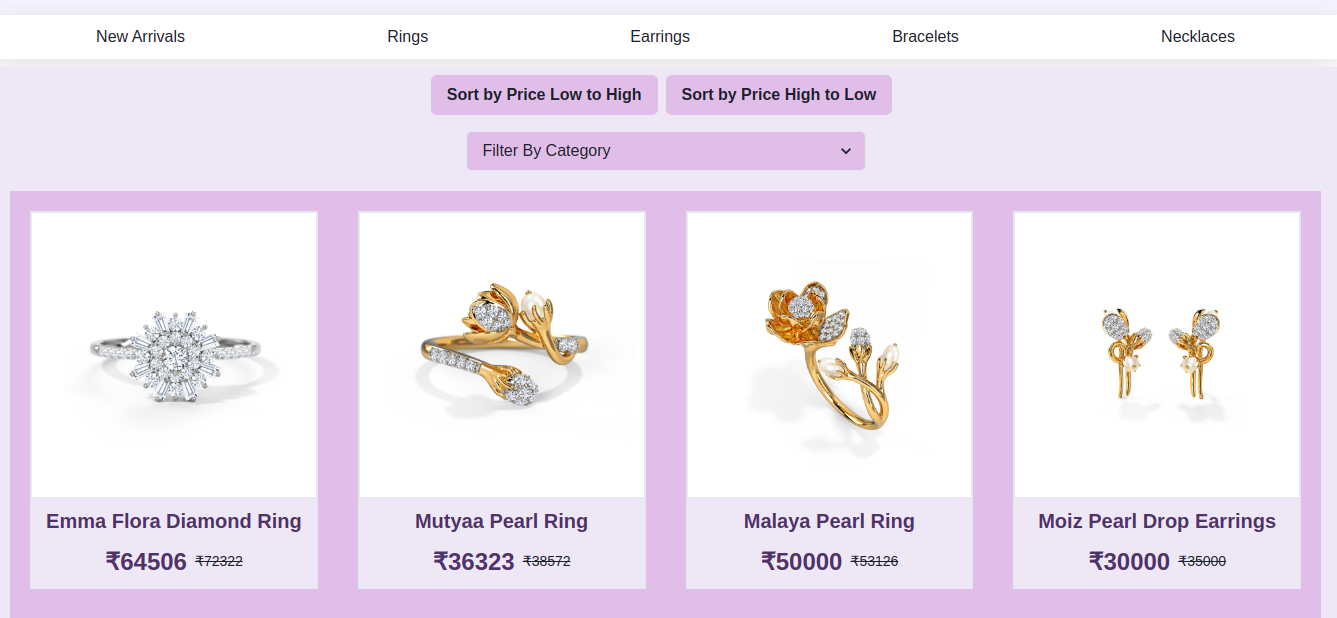 New Arrivals Rings Earrings Bracelets Necklaces
Sort by Price Low to High Sort by Price High to Low
Filter By Category
Emma Flora Diamond Ring
₹64506 ₹72322
Mutyaa Pearl Ring
₹36323 ₹38572
Malaya Pearl Ring
₹50000 ₹53126
Moiz Pearl Drop Earrings
₹30000 ₹35000